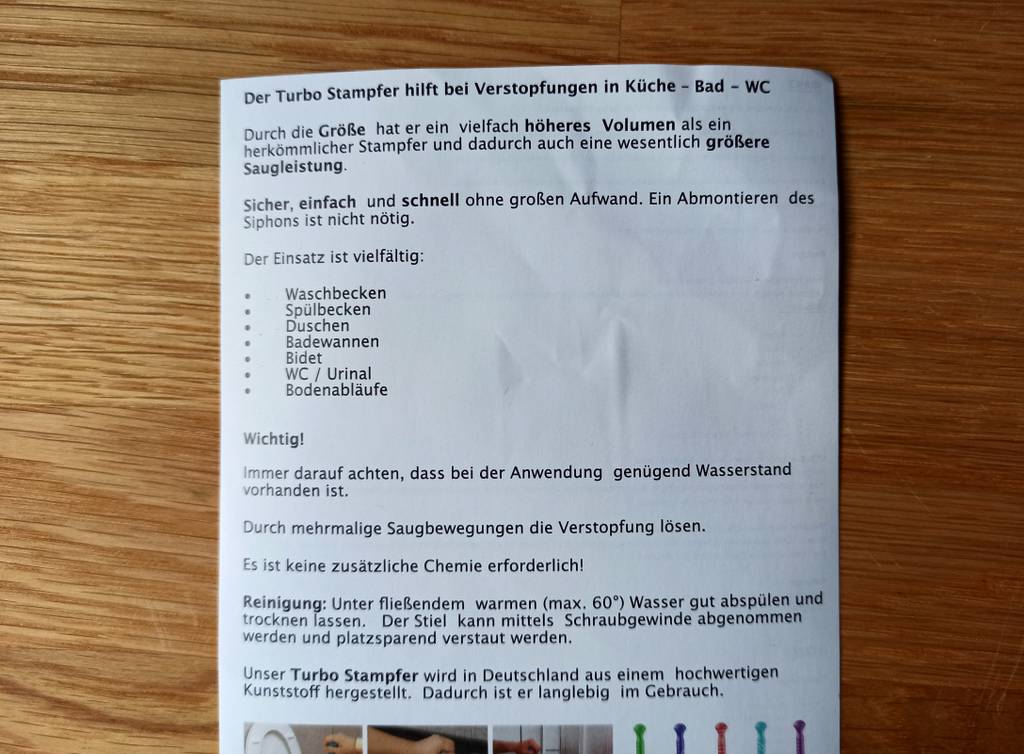 Der Turbo Stampfer hilft bei Verstopfungen in Küche – Bad – WC
Durch die Größe hat er ein vielfach höheres Volumen als ein
herkömmlicher Stampfer und dadurch auch eine wesentlich größere
Saugleistung.
Sicher, einfach und schnell ohne großen Aufwand. Ein Abmontieren des
Siphons ist nicht nötig.
Der Einsatz ist vielfältig:
• Waschbecken
• Spülbecken
• Duschen
• Badewannen
• Bidet
• WC / Urinal
• Bodenabläufe
Wichtig!
Immer darauf achten, dass bei der Anwendung genügend Wasserstand
vorhanden ist.
Durch mehrmalige Saugbewegungen die Verstopfung lösen.
Es ist keine zusätzliche Chemie erforderlich!
Reinigung: Unter fließendem warmen (max. 60°) Wasser gut abspülen und
trocknen lassen. Der Stiel kann mittels Schraubgewinde abgenommen
werden und platzsparend verstaut werden.
Unser Turbo Stampfer wird in Deutschland aus einem hochwertigen
Kunststoff hergestellt. Dadurch ist er langlebig im Gebrauch.